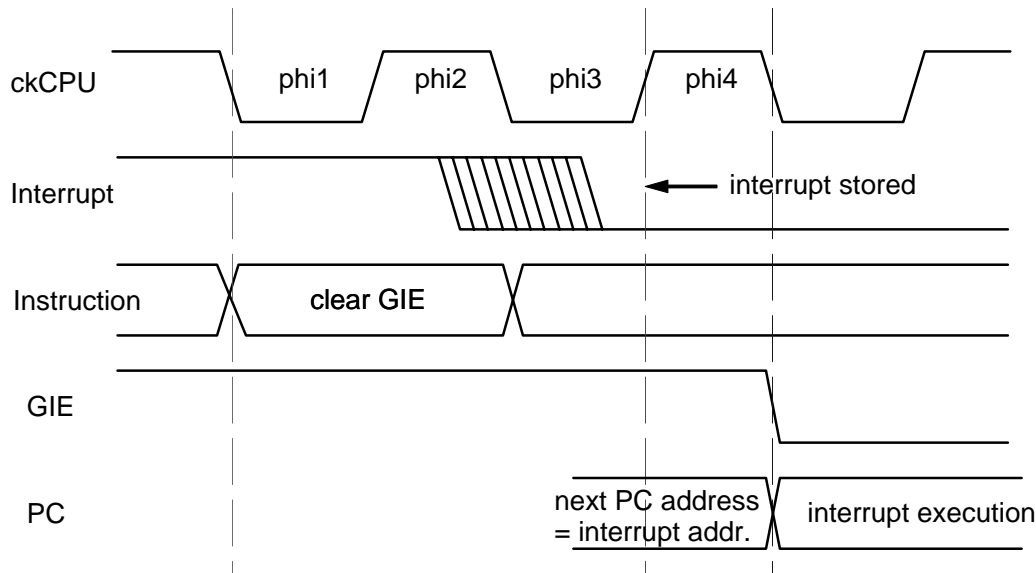 ckCPU
phi1
phi2
phi3
phi4
Interrupt
interrupt stored
Instruction
clear GIE
GIE
PC
next PC address
= interrupt addr.
interrupt execution